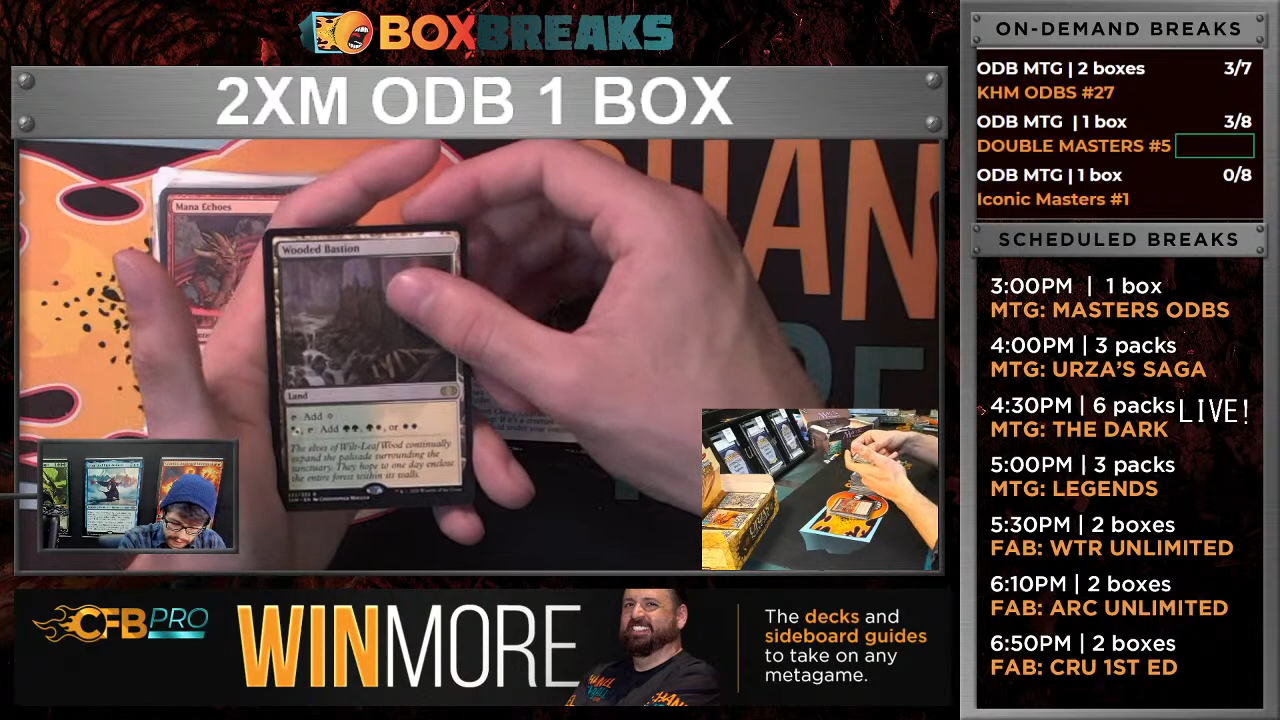 BOXBREAKS
2XM ODB 1 BOX
Mana Echoes
Wooded Bastion
Land
: Add
: Add , , or
The elves of Wilt-Leaf Wood continually
expand the palisade surrounding the
sanctuary. They hope to one day enclose
the entire forest within its walls.
CFB PRO
WINMORE
The decks and
sideboard guides
to take on any
metagame.
ON-DEMAND BREAKS
ODB MTG | 2 boxes 3/7
KHM ODBS #27
ODB MTG | 1 box 3/8
DOUBLE MASTERS #5
ODB MTG | 1 box 0/8
Iconic Masters #1
SCHEDULED BREAKS
3:00PM | 1 box
MTG: MASTERS ODBS
4:00PM | 3 packs
MTG: URZA'S SAGA
4:30PM | 6 packs LIVE!
MTG: THE DARK
5:00PM | 3 packs
MTG: LEGENDS
5:30PM | 2 boxes
FAB: WTR UNLIMITED
6:10PM | 2 boxes
FAB: ARC UNLIMITED
6:50PM | 2 boxes
FAB: CRU 1ST ED